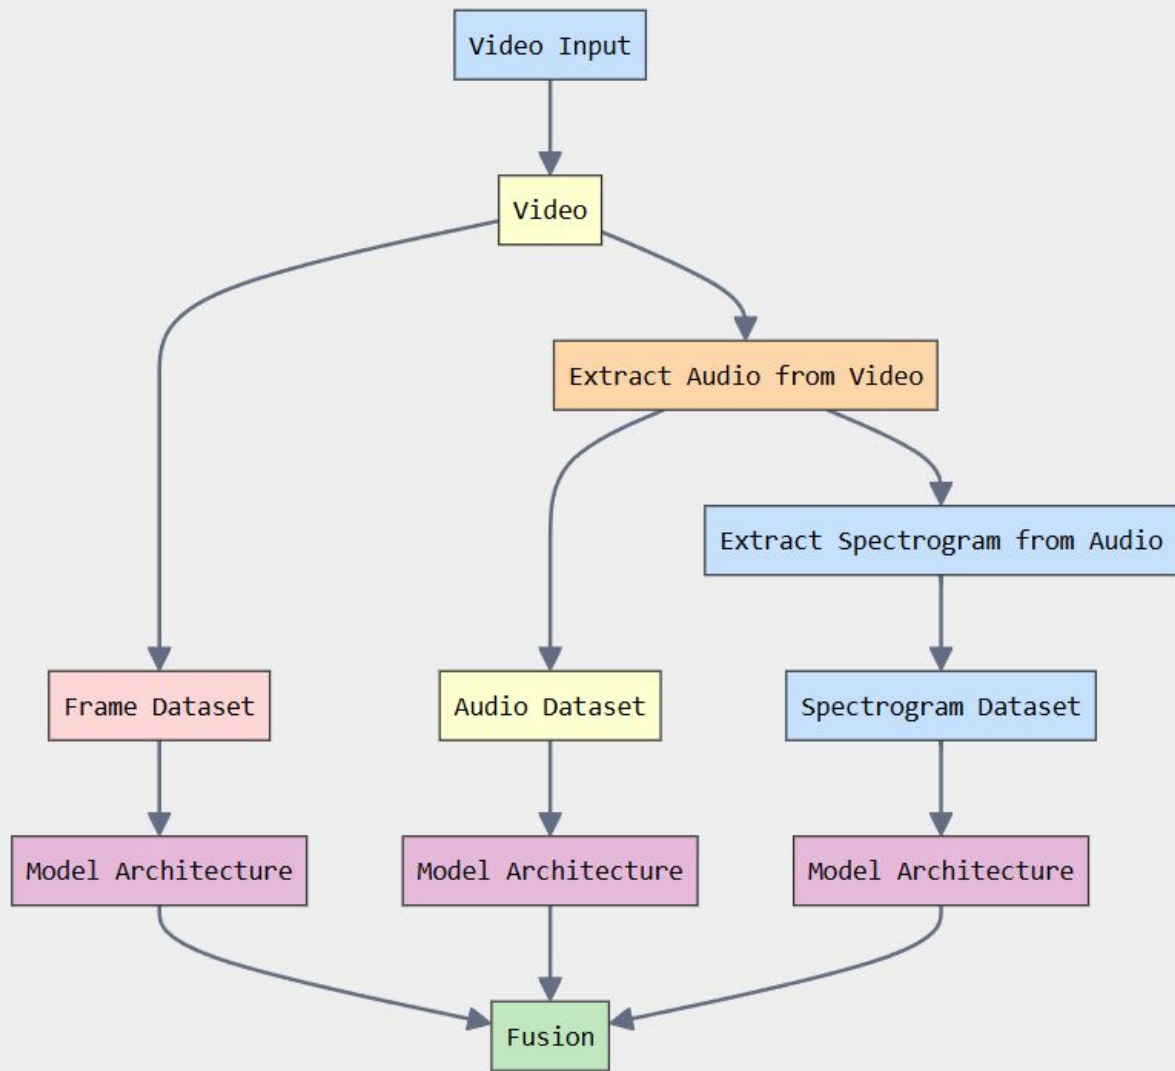 Video Input
Video
Extract Audio from Video
Extract Spectrogram from Audio
Frame Dataset
Audio Dataset
Spectrogram Dataset
Model Architecture
Model Architecture
Model Architecture
Fusion